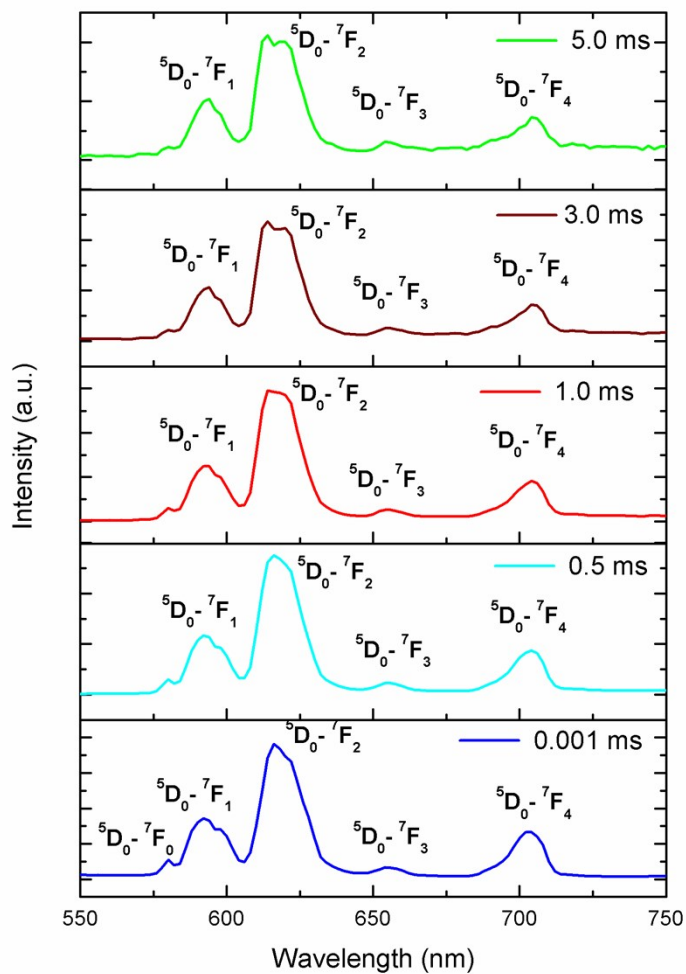 5.0 ms
⁵D₀- ⁷F₁
⁵D₀- ⁷F₂
⁵D₀- ⁷F₃
⁵D₀- ⁷F₄
3.0 ms
⁵D₀- ⁷F₁
⁵D₀- ⁷F₂
⁵D₀- ⁷F₃
⁵D₀- ⁷F₄
1.0 ms
⁵D₀- ⁷F₁
⁵D₀- ⁷F₂
⁵D₀- ⁷F₃
⁵D₀- ⁷F₄
0.5 ms
⁵D₀- ⁷F₁
⁵D₀- ⁷F₂
⁵D₀- ⁷F₃
⁵D₀- ⁷F₄
0.001 ms
⁵D₀- ⁷F₀
⁵D₀- ⁷F₁
⁵D₀- ⁷F₂
⁵D₀- ⁷F₃
⁵D₀- ⁷F₄
Intensity (a.u.)
550 600 650 700 750
Wavelength (nm)